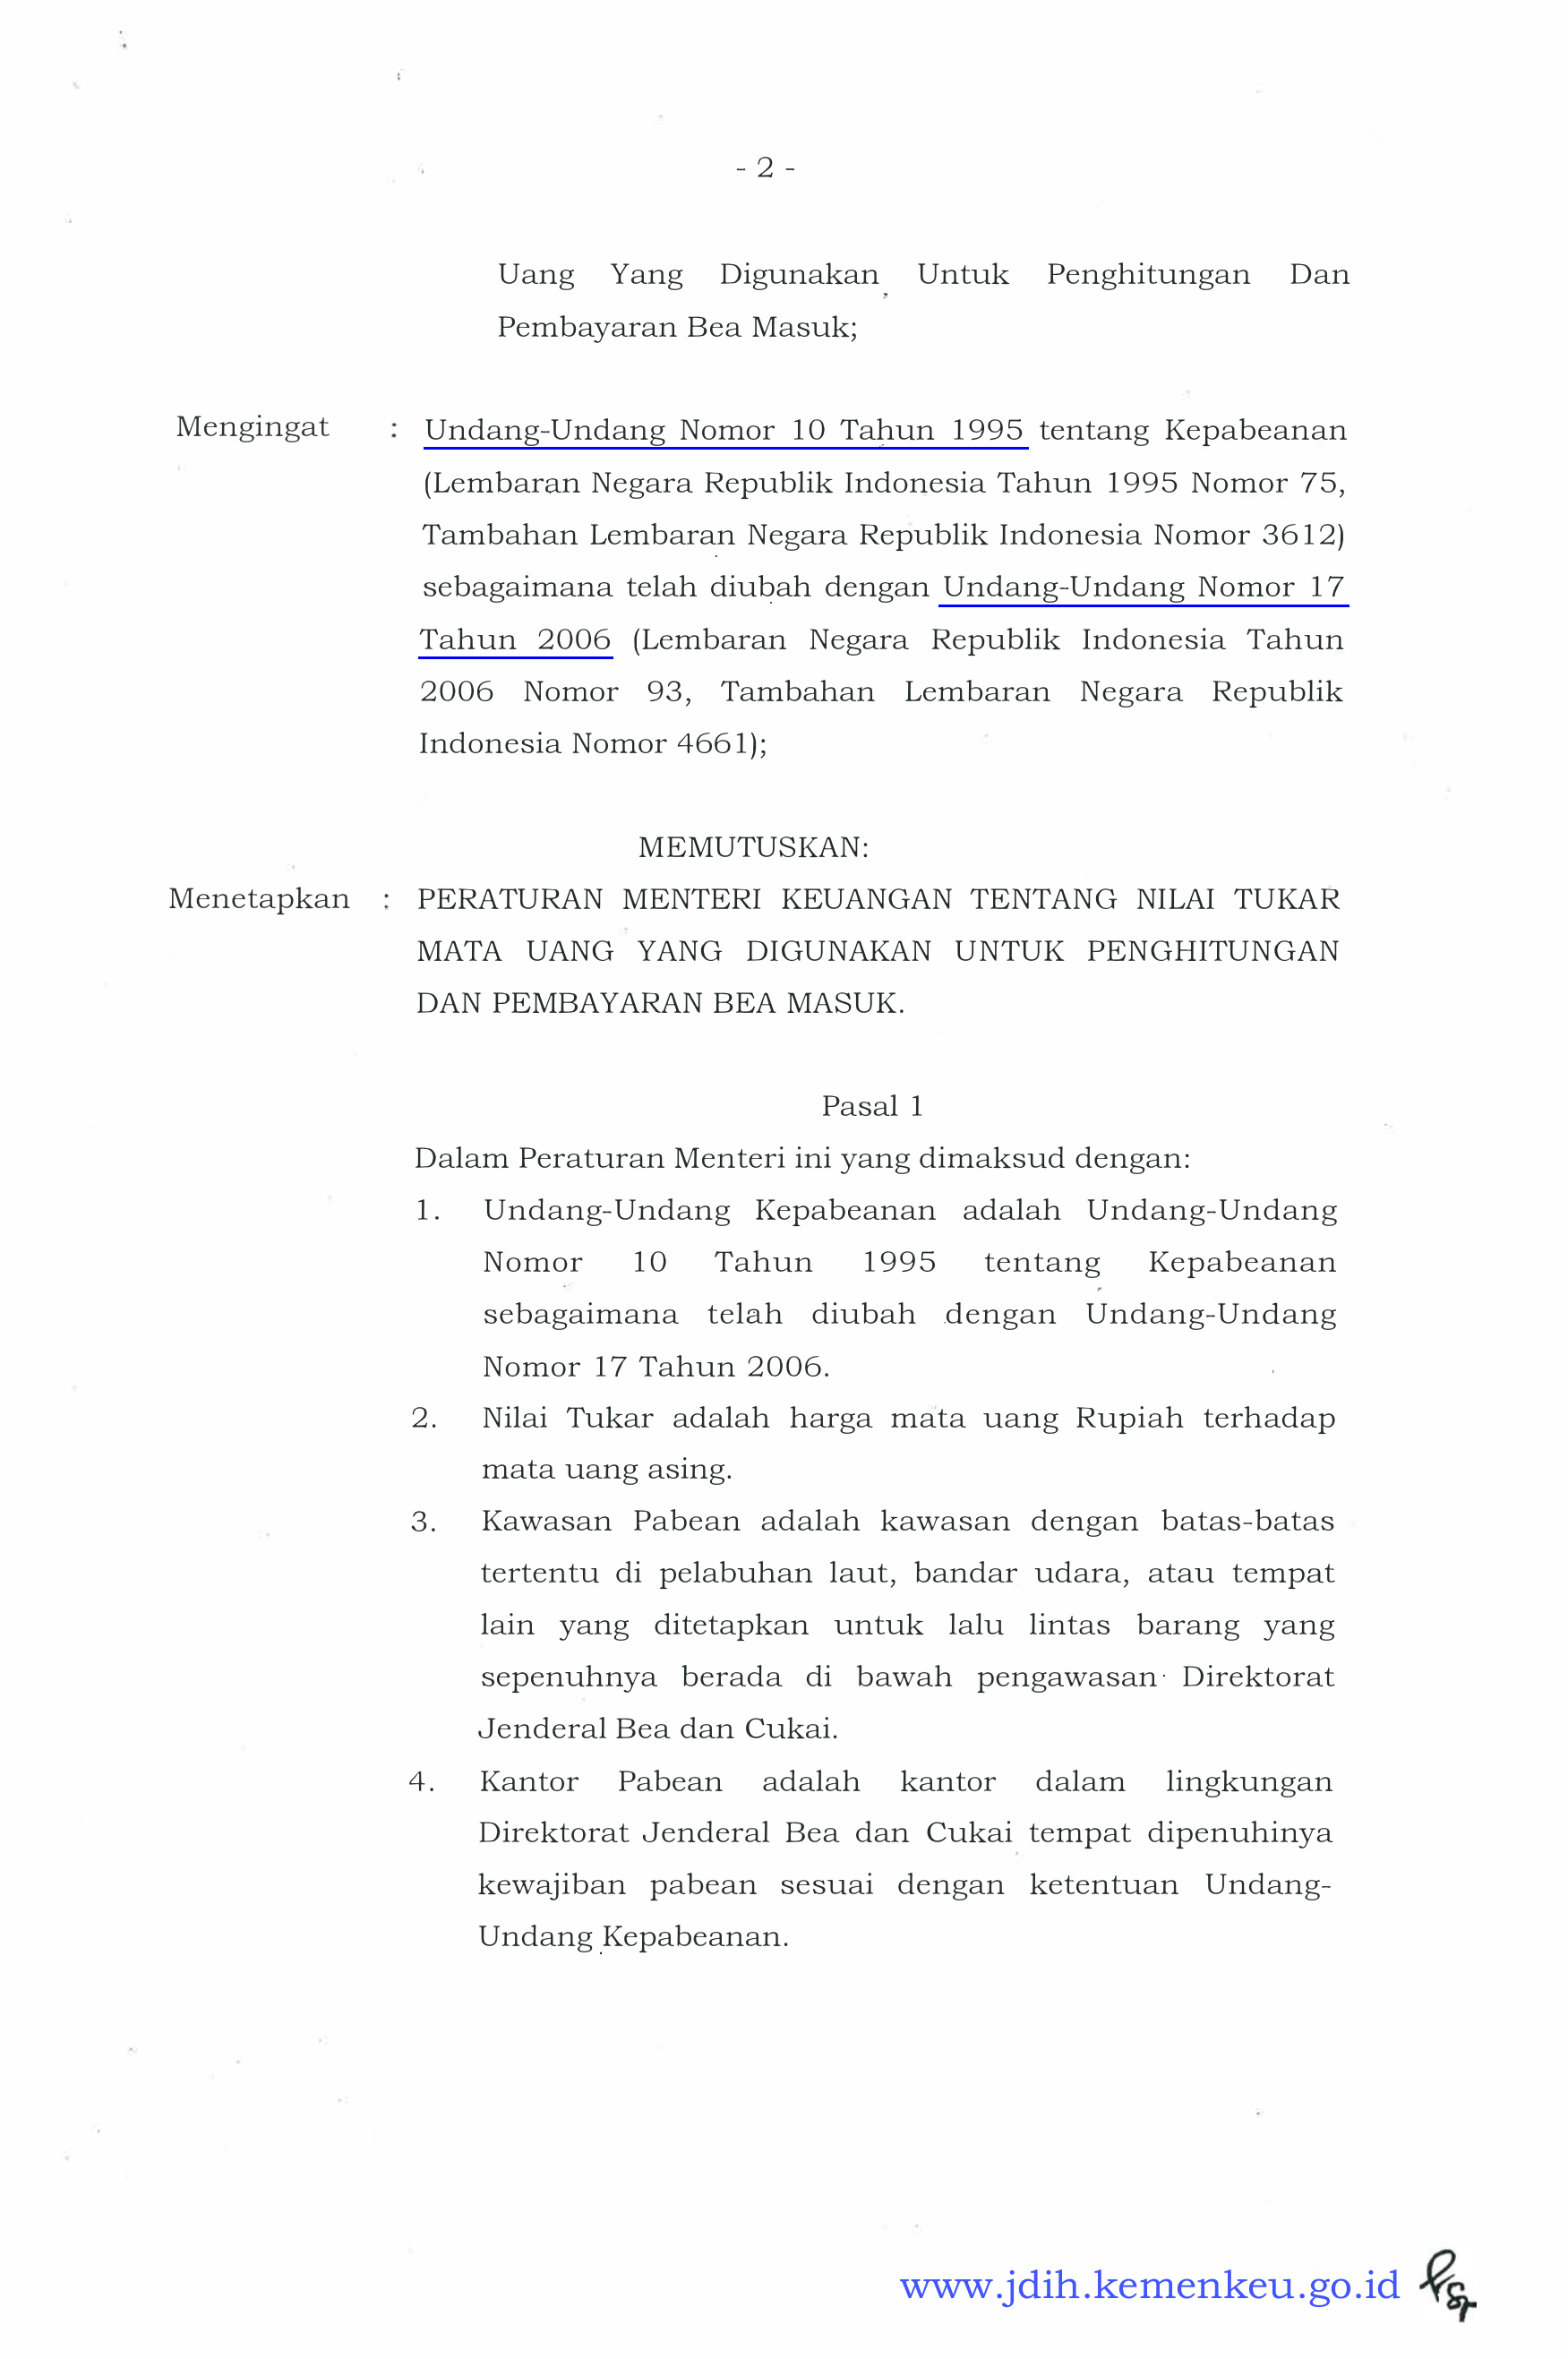 - 2 -
Uang Yang Digunakan Untuk Penghitungan Dan
Pembayaran Bea Masuk;
Mengingat : Undang-Undang Nomor 10 Tahun 1995 tentang Kepabeanan
(Lembaran Negara Republik Indonesia Tahun 1995 Nomor 75,
Tambahan Lembaran Negara Republik Indonesia Nomor 3612)
sebagaimana telah diubah dengan Undang-Undang Nomor 17
Tahun 2006 (Lembaran Negara Republik Indonesia Tahun
2006 Nomor 93, Tambahan Lembaran Negara Republik
Indonesia Nomor 4661);
MEMUTUSKAN:
Menetapkan : PERATURAN MENTERI KEUANGAN TENTANG NILAI TUKAR
MATA UANG YANG DIGUNAKAN UNTUK PENGHITUNGAN
DAN PEMBAYARAN BEA MASUK.
Pasal 1
Dalam Peraturan Menteri ini yang dimaksud dengan:
1. Undang-Undang Kepabeanan adalah Undang-Undang
Nomor 10 Tahun 1995 tentang Kepabeanan
sebagaimana telah diubah dengan Undang-Undang
Nomor 17 Tahun 2006.
2. Nilai Tukar adalah harga mata uang Rupiah terhadap
mata uang asing.
3. Kawasan Pabean adalah kawasan dengan batas-batas
tertentu di pelabuhan laut, bandar udara, atau tempat
lain yang ditetapkan untuk lalu lintas barang yang
sepenuhnya berada di bawah pengawasan Direktorat
Jenderal Bea dan Cukai.
4. Kantor Pabean adalah kantor dalam lingkungan
Direktorat Jenderal Bea dan Cukai tempat dipenuhinya
kewajiban pabean sesuai dengan ketentuan Undang-
Undang Kepabeanan.
www.jdih.kemenkeu.go.id